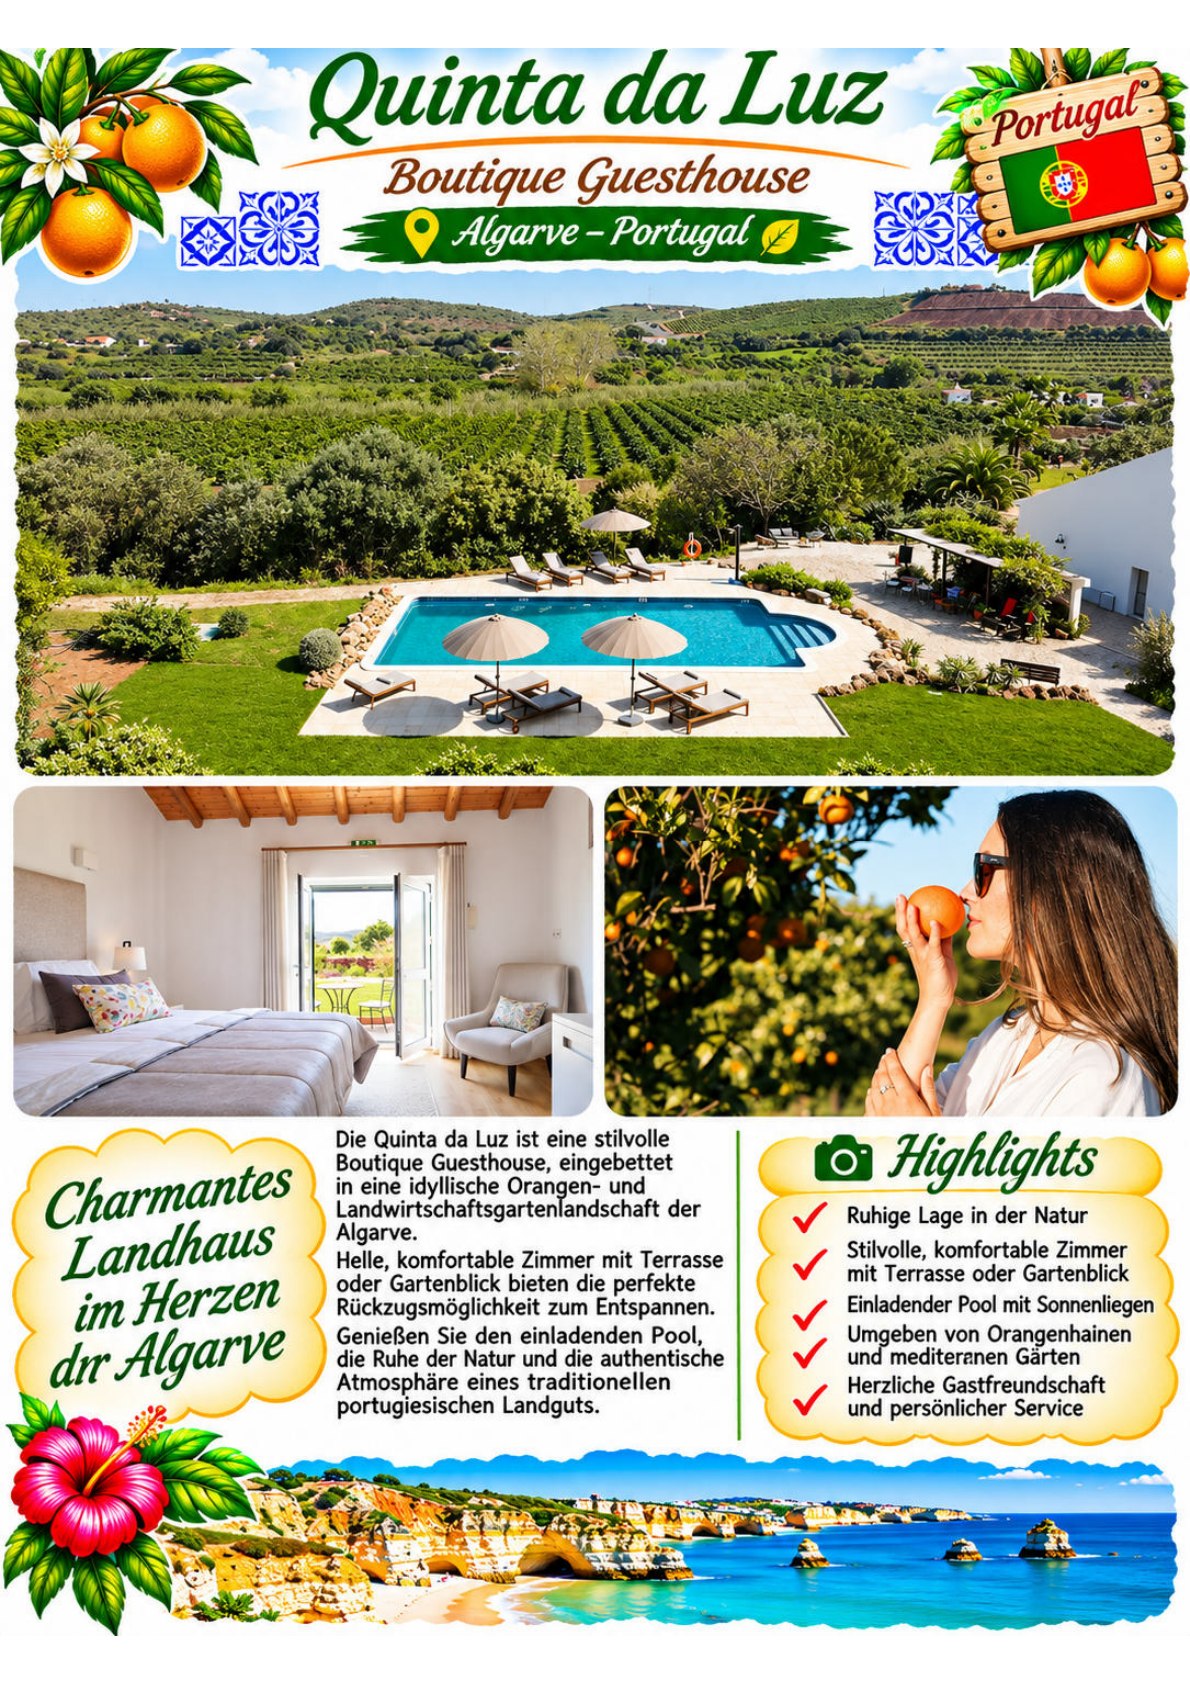 Quinta da Luz
Boutique Guesthouse
Algarve – Portugal
Portugal
Charmantes
Landhaus
im Herzen
dır Algarve
Die Quinta da Luz ist eine stilvolle
Boutique Guesthouse, eingebettet
in eine idyllische Orangen- und
Landwirtschaftsgartenlandschaft der
Algarve.
Helle, komfortable Zimmer mit Terrasse
oder Gartenblick bieten die perfekte
Rückzugsmöglichkeit zum Entspannen.
Genießen Sie den einladenden Pool,
die Ruhe der Natur und die authentische
Atmosphäre eines traditionellen
portugiesischen Landguts.
Highlights
Ruhige Lage in der Natur
Stilvolle, komfortable Zimmer
mit Terrasse oder Gartenblick
Einladender Pool mit Sonnenliegen
Umgeben von Orangenhainen
und mediterranen Gärten
Herzliche Gastfreundschaft
und persönlicher Service